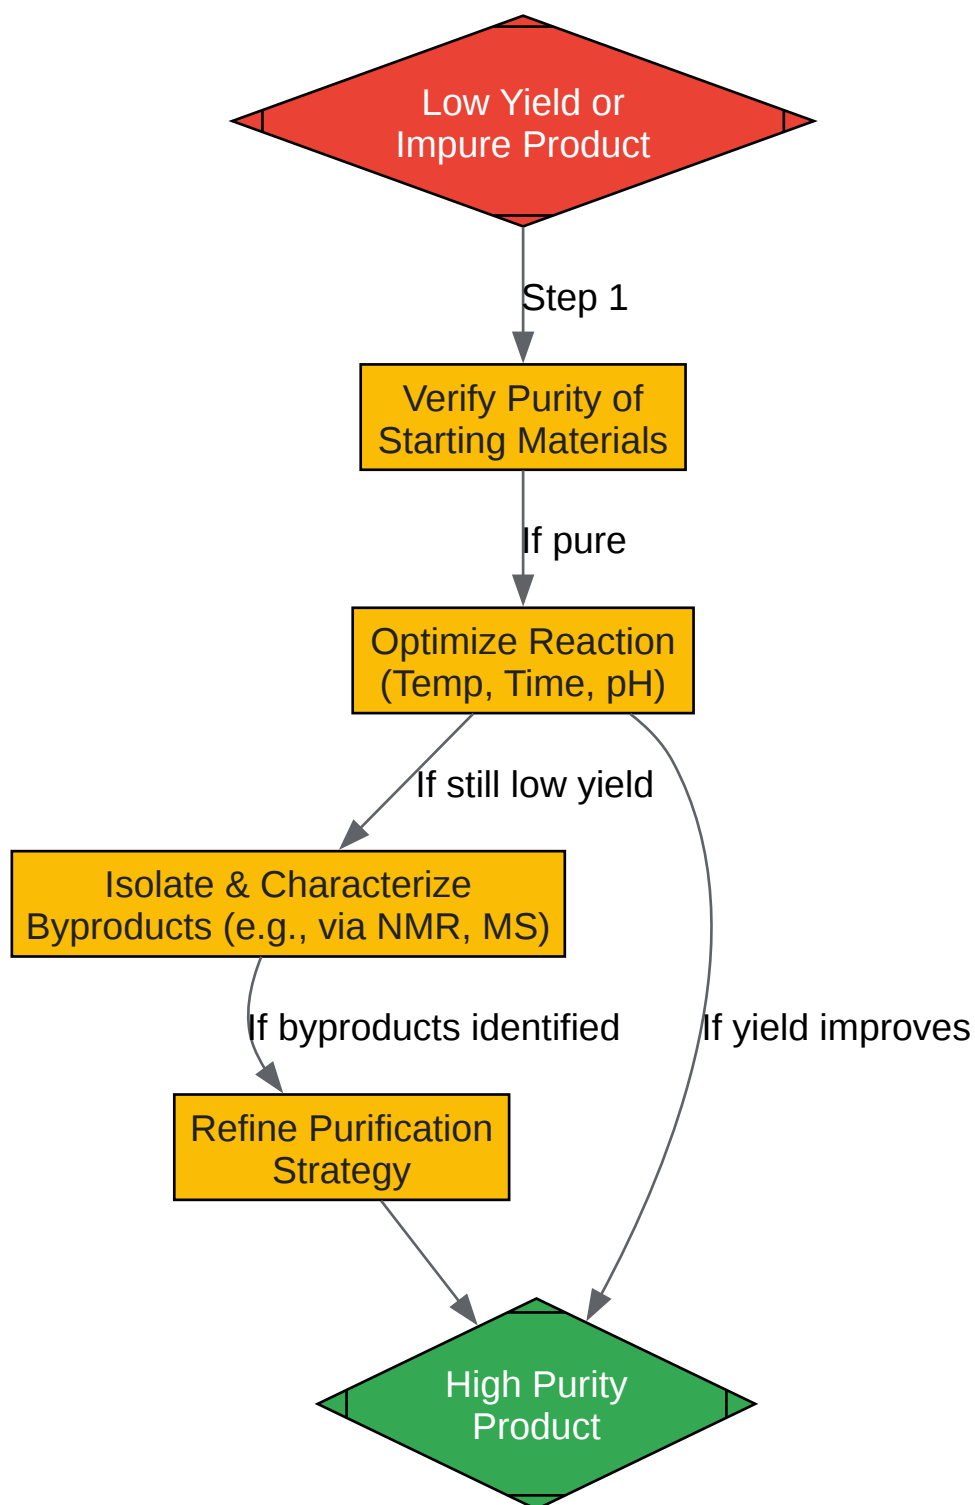 Low Yield or
Impure Product
Step 1
Verify Purity of
Starting Materials
If pure
Optimize Reaction
(Temp, Time, pH)
If still low yield
Isolate & Characterize
Byproducts (e.g., via NMR, MS)
If byproducts identified
If yield improves
Refine Purification
Strategy
High Purity
Product